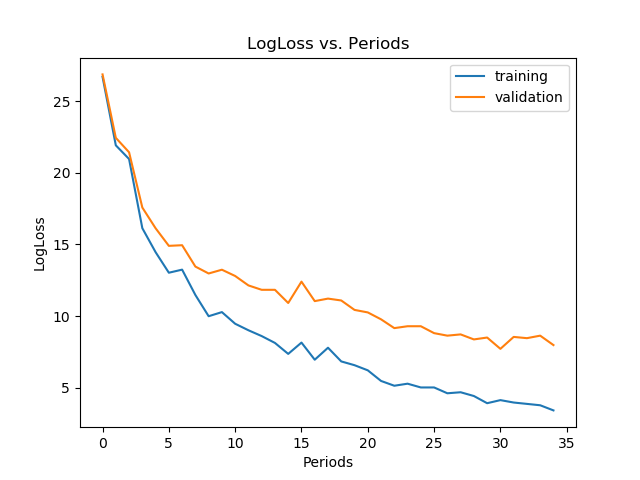 LogLoss vs. Periods
training
validation
LogLoss
25
20
15
10
5
0 5 10 15 20 25 30 35
Periods